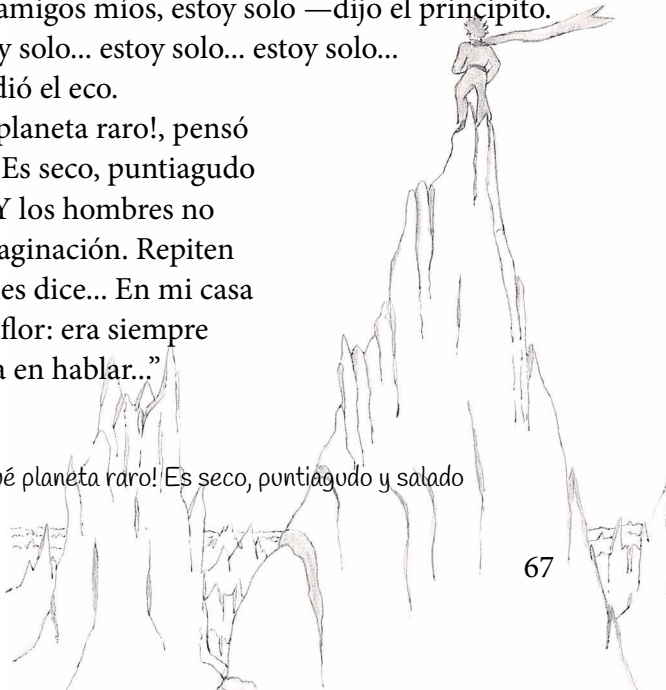 amigos míos, estoy solo —dijo el principito.
y solo... estoy solo... estoy solo...
dió el eco.
planeta raro!, pensó
Es seco, puntiagudo
Y los hombres no
aginación. Repiten
es dice... En mi casa
flor: era siempre
a en hablar...”
é planeta raro! Es seco, puntiagudo y salado
67